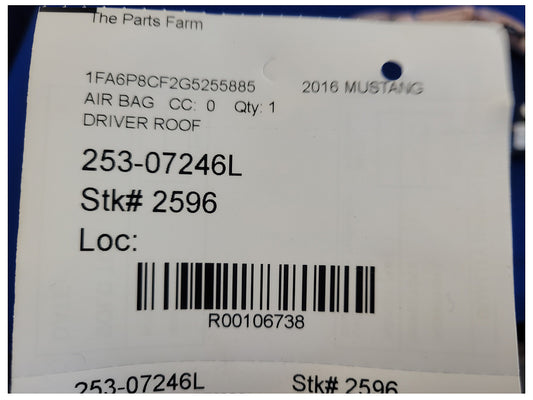 The Parts Farm
1FA6P8CF2G5255885 2016 MUSTANG
AIR BAG CC: 0 Qty: 1
DRIVER ROOF
253-07246L
Stk# 2596
Loc:
R00106738
253-07246L Stk# 2596